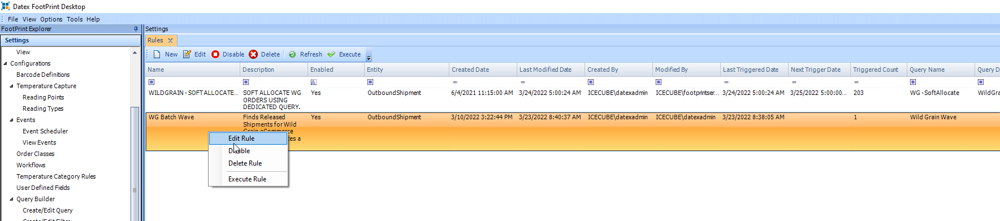 Datex FootPrint Desktop
File View Options Tools Help
FootPrint Explorer
Settings
Settings
Rules
View
Configurations
Barcode Definitions
Temperature Capture
Reading Points
Reading Types
Events
Event Scheduler
View Events
Order Classes
Workflows
Temperature Category Rules
User Defined Fields
Query Builder
Create/Edit Query
Create/Edit Filter
New Edit Disable Delete Refresh Execute
Name Description Enabled Entity Created Date Last Modified Date Created By Modified By Last Triggered Date Next Trigger Date Triggered Count Query Name Query D
= = = = =
WILDGRAIN - SOFT ALLOCATE... SOFT ALLOCATE WG Yes OutboundShipment 6/4/2021 11:15:00 AM 3/24/2022 5:00:24 AM ICECUBE\datexadmin ICECUBE\footprintser... 3/24/2022 5:00:24 AM 3/25/2022 5:00:00... 203 WG -SoftAllocate WildGra
ORDERS USING
DEDICATED QUERY.
WG Batch Wave Finds Released Yes OutboundShipment 3/10/2022 3:22:44 PM 3/23/2022 8:40:37 AM ICECUBE\datexadmin ICECUBE\datexadmin 3/23/2022 8:38:05 AM 1 Wild Grain Wave
Shipments for Wild
Grain eCommerce
es a
Edit Rule
Disable
Delete Rule
Execute Rule